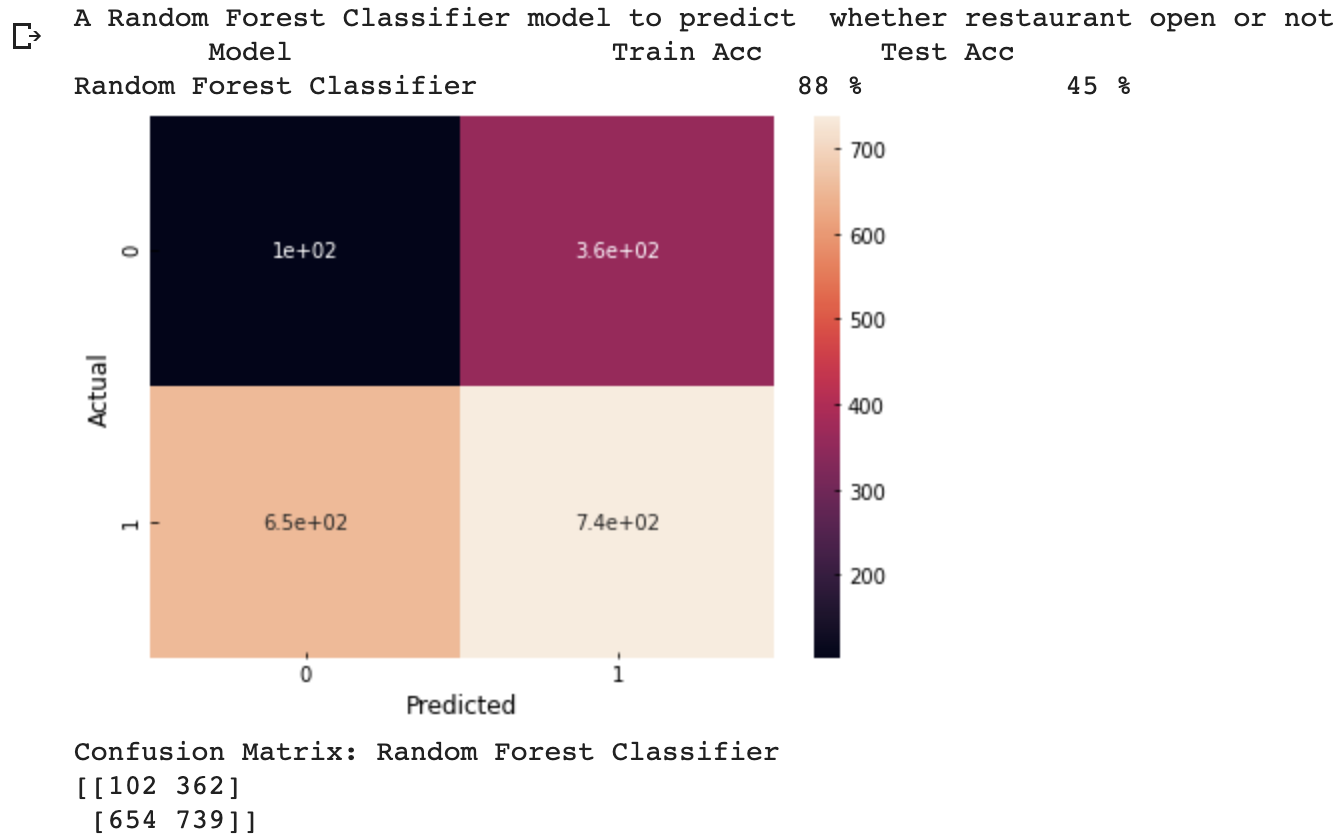 A Random Forest Classifier model to predict  whether restaurant open or not
Model Train Acc Test Acc
Random Forest Classifier 88 % 45 %
700
0 1e+02 3.6e+02
600
500
Actual
400
300
1 6.5e+02 7.4e+02
200
0 1
Predicted
Confusion Matrix: Random Forest Classifier
[[102 362]
[654 739]]